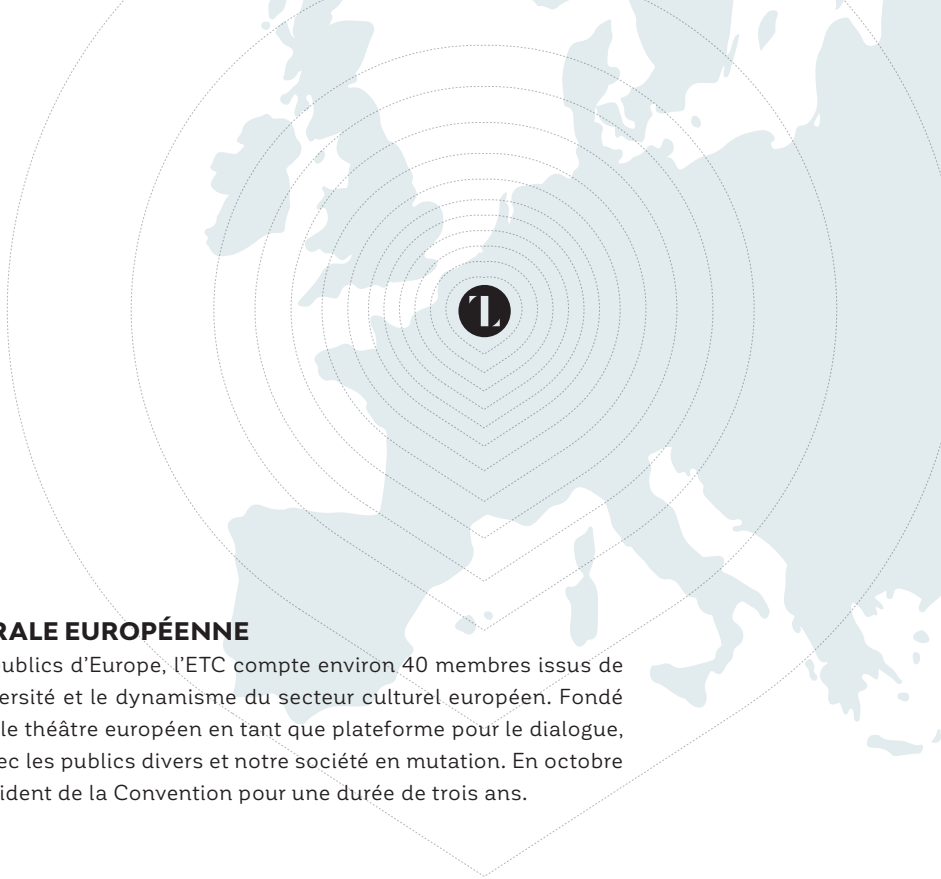 RALE EUROPÉENNE
ublics d'Europe, l'ETC compte environ 40 membres issus de
ersité et le dynamisme du secteur culturel européen. Fondé
le théâtre européen en tant que plateforme pour le dialogue,
ec les publics divers et notre société en mutation. En octobre
ident de la Convention pour une durée de trois ans.